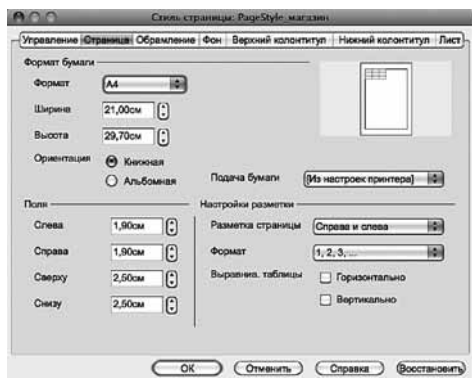 Стиль страницы: PageStyle_магазин
Управление Страница Обрамление Фон Верхний колонтитул Нижний колонтитул Лист
Формат бумаги
Формат A4
Ширина 21,00см
Высота 29,70см
Ориентация Книжная
Альбомная
Подача бумаги [Из настроек принтера]
Поля
Слева 1,90см
Справа 1,90см
Сверху 2,50см
Снизу 2,50см
Настройки разметки
Разметка страницы Справа и слева
Формат 1, 2, 3, ...
Выравнив. таблицы Горизонтально
Вертикально
OK Отменить Справка Восстановить